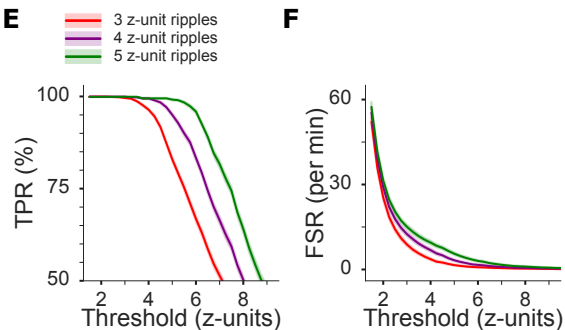 E
3 z-unit ripples
4 z-unit ripples
5 z-unit ripples
100
75
50
TPR (%)
2 4 6 8
Threshold (z-units)
F
60
30
0
FSR (per min)
2 4 6 8
Threshold (z-units)